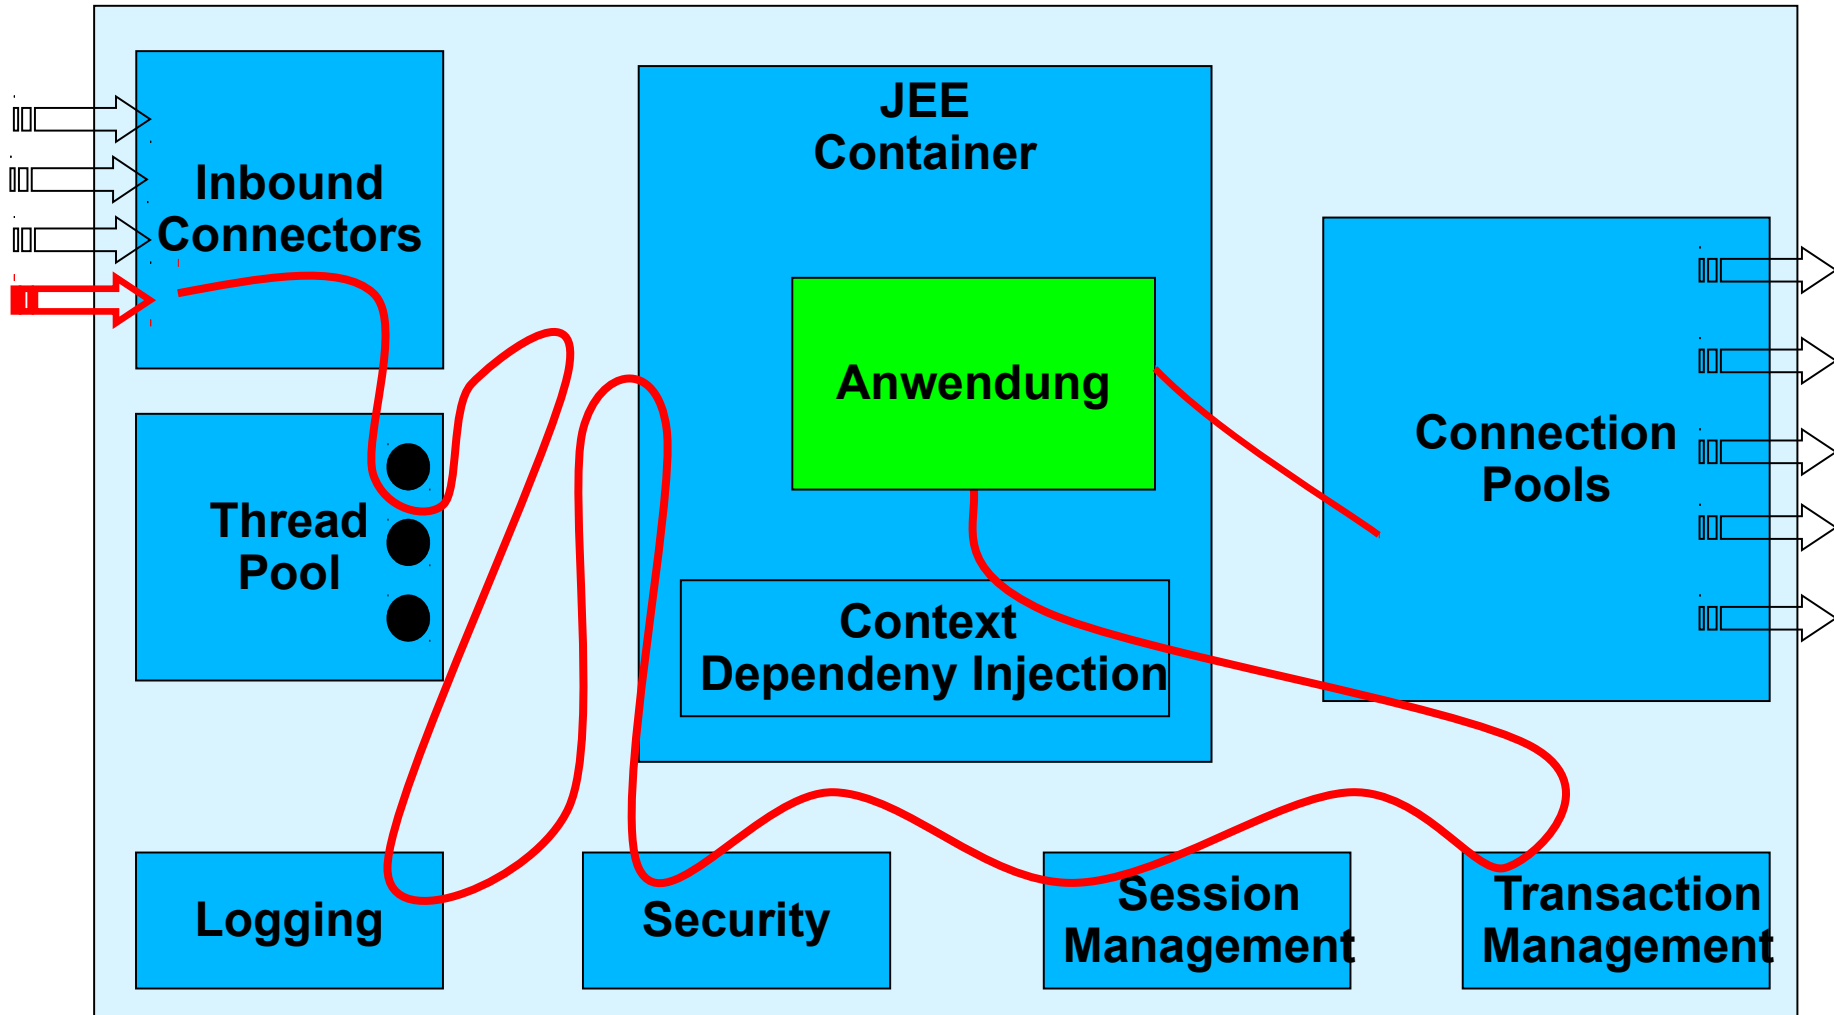 JEE
Container
Inbound
Connectors
Anwendung
Connection
Pools
Thread
Pool
Context
Dependeny Injection
Logging
Security
Session
Management
Transaction
Management